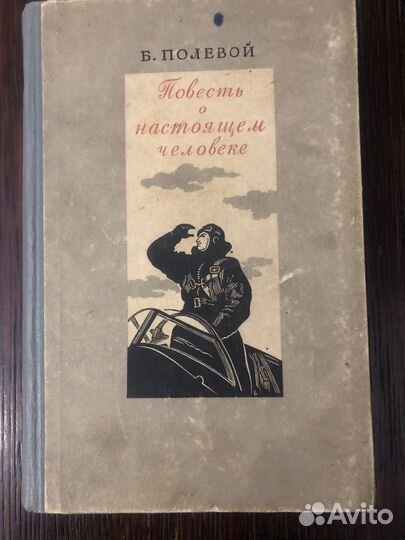 Б. ПОЛЕВОЙ
Повесть
о
настоящем
человеке
Avito